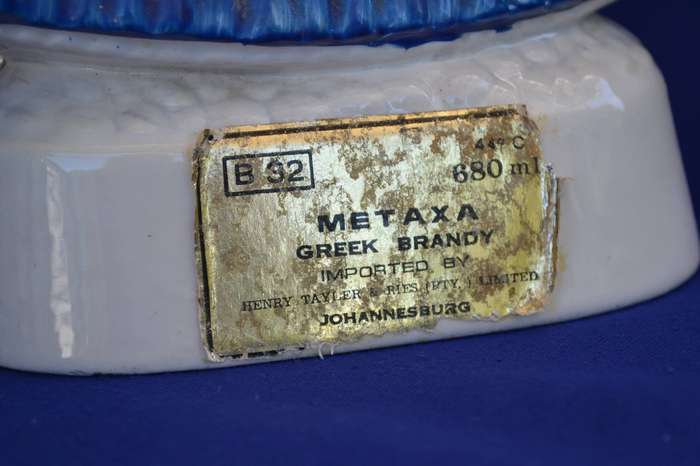 B 32
44° C
680 ml
METAXA
GREEK BRANDY
IMPORTED BY
HENRY TAYLER & RIES (PTY.) LIMITED
JOHANNESBURG